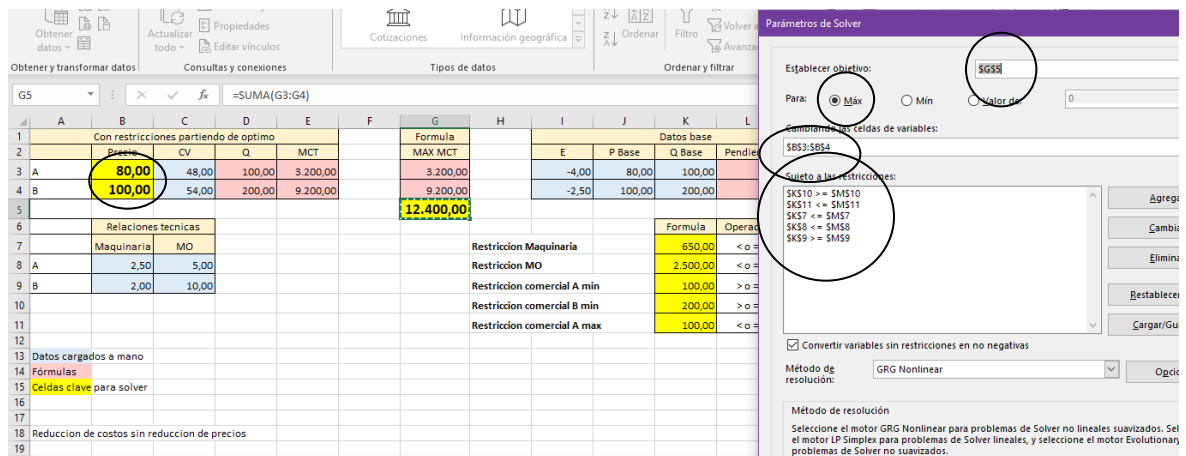 Obtener datos
Actualizar todo
Propiedades
Editar vínculos
Cotizaciones
Información geográfica
Ordenar
Filtro
Volver a
Avanza
Obtener y transformar datos
Consultas y conexiones
Tipos de datos
Ordenar y filtrar
G5 fx =SUMA(G3:G4)
A B C D E F G H I J K L
1 Con restricciones partiendo de optimo Formula Datos base
2 Precio CV Q MCT MAX MCT E P Base Q Base Pendie
3 A 80,00 48,00 100,00 3.200,00 3.200,00 -4,00 80,00 100,00
4 B 100,00 54,00 200,00 9.200,00 9.200,00 -2,50 100,00 200,00
5 12.400,00
6 Relaciones tecnicas Formula Operac
7 Maquinaria MO Restriccion Maquinaria 650,00 < o =
8 A 2,50 5,00 Restriccion MO 2.500,00 < o =
9 B 2,00 10,00 Restriccion comercial A min 100,00 > o =
10 Restriccion comercial B min 200,00 > o =
11 Restriccion comercial A max 100,00 < o =
12
13 Datos cargados a mano
14 Fórmulas
15 Celdas clave para solver
16
17
18 Reduccion de costos sin reduccion de precios
19
Parámetros de Solver
Establecer objetivo: $G$5
Para: Máx Mín Valor de: 0
Cambiando las celdas de variables:
$B$3:$B$4
Sujeto a las restricciones:
$K$10 >= $M$10
$K$11 <= $M$11
$K$7 <= $M$7
$K$8 <= $M$8
$K$9 >= $M$9
Agrega
Cambia
Elimina
Restablecer
Cargar/Gu
Convertir variables sin restricciones en no negativas
Método de resolución: GRG Nonlinear
Opcio
Método de resolución
Seleccione el motor GRG Nonlinear para problemas de Solver no lineales suavizados. Sel
el motor LP Simplex para problemas de Solver lineales, y seleccione el motor Evolutionary
problemas de Solver no suavizados.